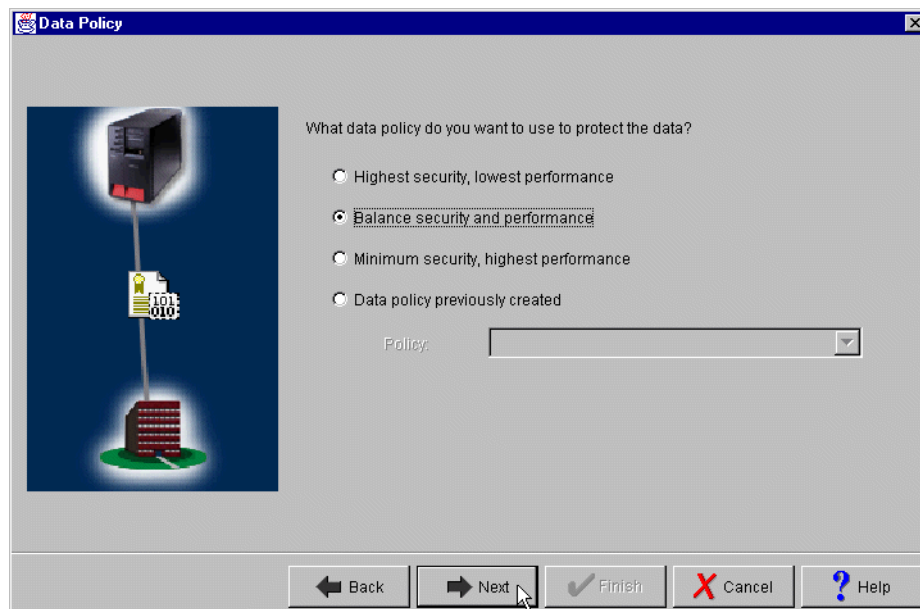 Data Policy
What data policy do you want to use to protect the data?
Highest security, lowest performance
Balance security and performance
Minimum security, highest performance
Data policy previously created
Policy:
101
010
Back Next Finish Cancel Help